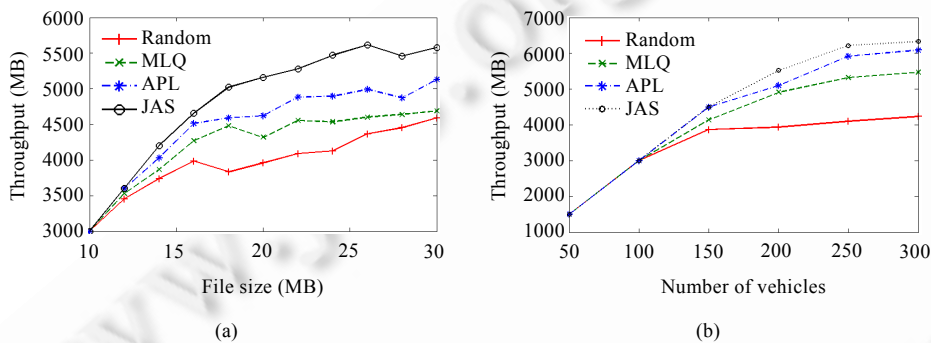 6000
5500
5000
4500
4000
3500
3000
10
15
20
25
30
Throughput (MB)
File size (MB)
Random
MLQ
APL
JAS
(a)
7000
6000
5000
4000
3000
2000
1000
50
100
150
200
250
300
Throughput (MB)
Number of vehicles
Random
MLQ
APL
JAS
(b)